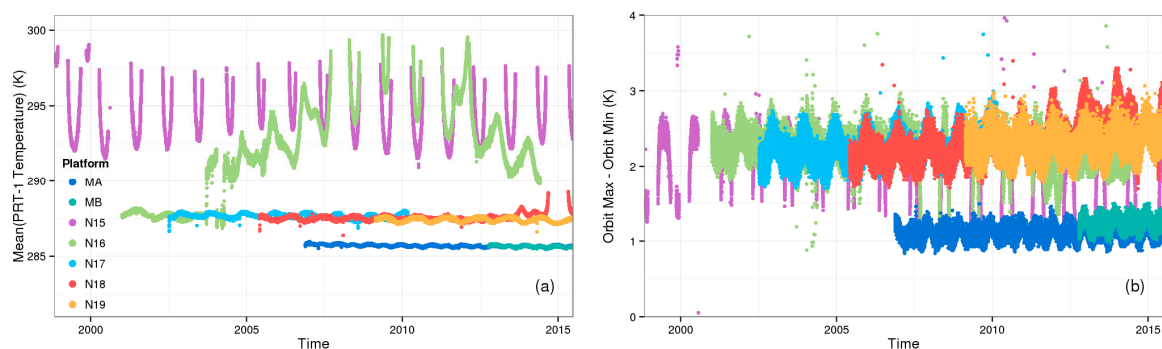 300
295
290
285
Mean(PRT-1 Temperature) (K)
Platform
MA
MB
N15
N16
N17
N18
N19
(a)
2000
2005
2010
2015
Time
4
3
2
1
0
Orbit Max - Orbit Min (K)
(b)
2000
2005
2010
2015
Time